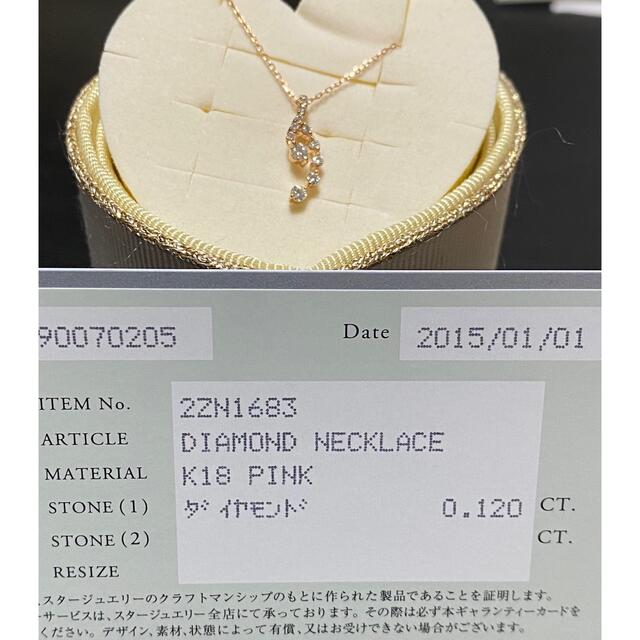 90070205 Date 2015/01/01
ITEM No. 2ZN1683
ARTICLE DIAMOND NECKLACE
MATERIAL K18 PINK
STONE (1) ダイヤモンド 0.120 CT.
STONE (2) CT.
RESIZE
、スタージュエリーのクラフトマンシップのもとに作られた製品であることを証明します。
ーサービスは、スタージュエリー全店にて承っております。その際は必ず本ギャランティーカードを
ください。デザイン、素材、状態によって有償、又はお受けできない場合がございます。